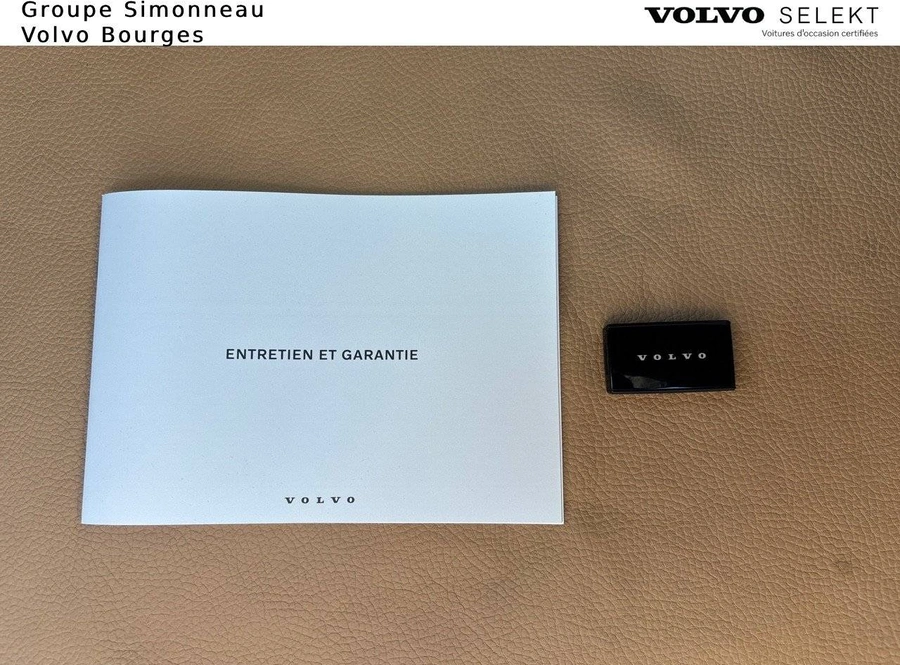 Groupe Simonneau
Volvo Bourges
VOLVO SELEKT
Voitures d'occasion certifiées
ENTRETIEN ET GARANTIE
VOLVO
VOLVO